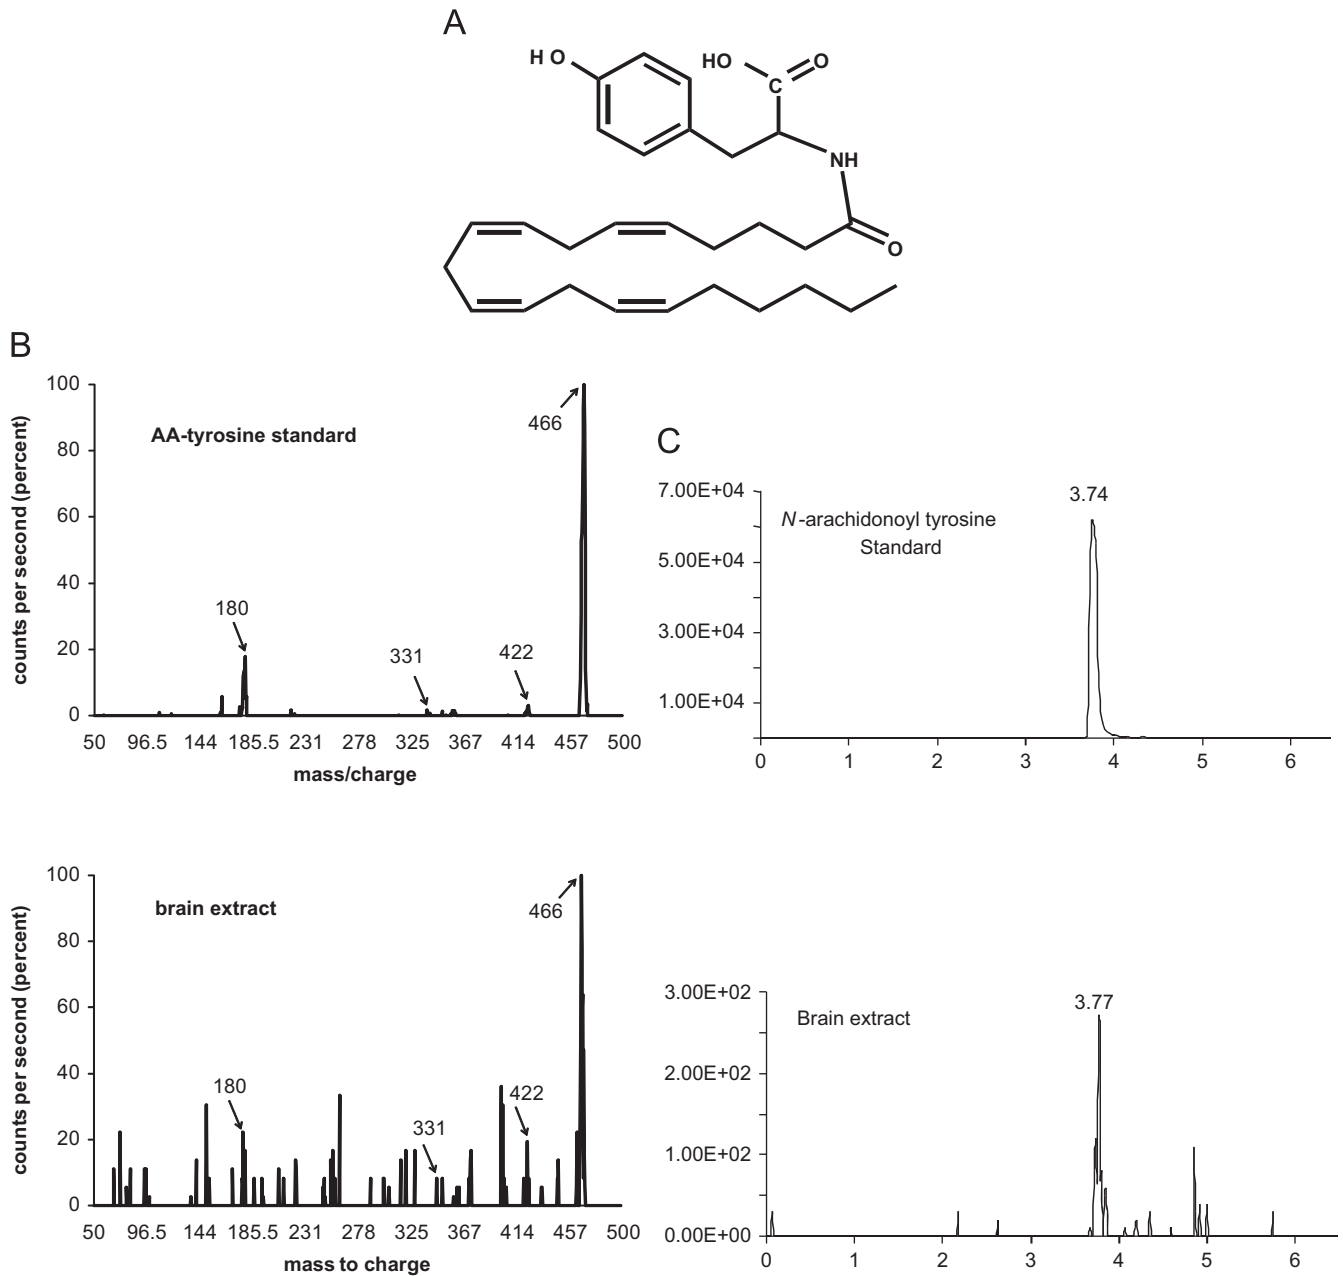 A
H O
HO
O
C
NH
O
B
100
80
60
40
20
0
counts per second (percent)
AA-tyrosine standard
466
180
331
422
50 96.5 144 185.5 231 278 325 367 414 457 500
mass/charge
C
7.00E+04
5.00E+04
3.00E+04
1.00E+04
3.74
N-arachidonoyl tyrosine
Standard
0 1 2 3 4 5 6
100
80
60
40
20
0
counts per second (percent)
brain extract
466
180
331
422
50 96.5 144 185.5 231 278 325 367 414 457 500
mass to charge
3.00E+02
2.00E+02
1.00E+02
0.00E+00
3.77
Brain extract
0 1 2 3 4 5 6